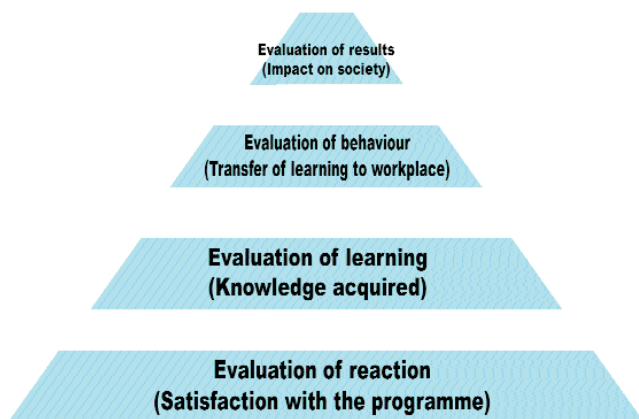 Evaluation of results
(Impact on society)
Evaluation of behaviour
(Transfer of learning to workplace)
Evaluation of learning
(Knowledge acquired)
Evaluation of reaction
(Satisfaction with the programme)